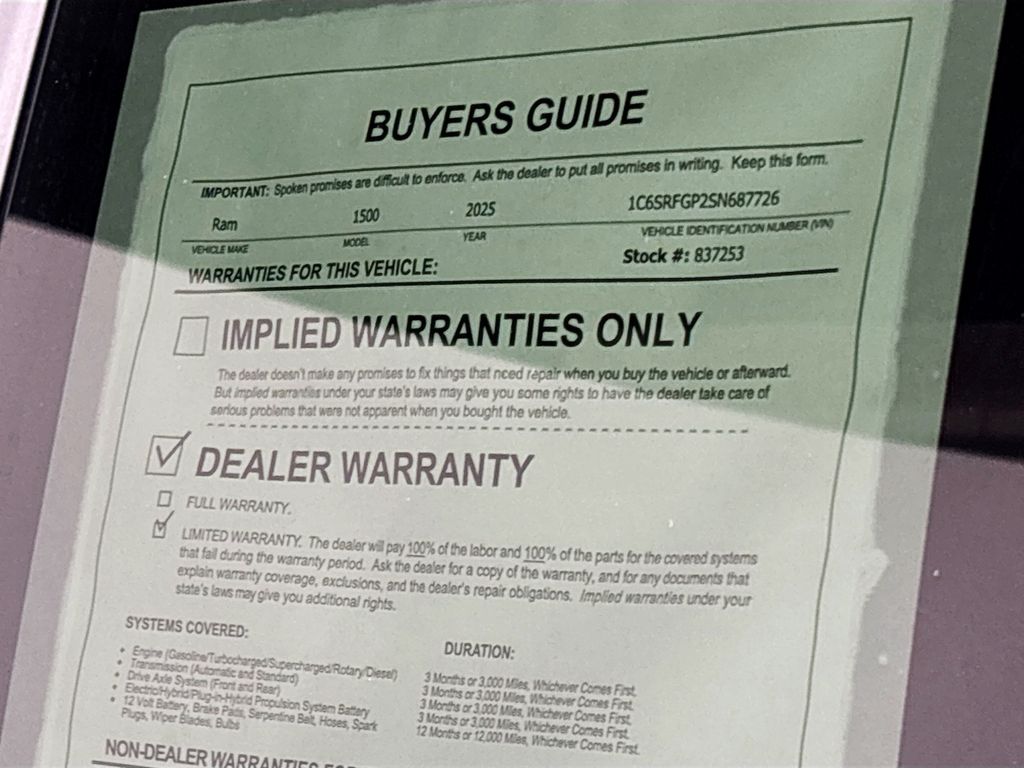 BUYERS GUIDE
IMPORTANT: Spoken promises are difficult to enforce. Ask the dealer to put all promises in writing. Keep this form.
Ram 1500 2025 1C6SRFGP2SN687726
VEHICLE MAKE MODEL YEAR VEHICLE IDENTIFICATION NUMBER (VIN)
Stock #: 837253
WARRANTIES FOR THIS VEHICLE:
IMPLIED WARRANTIES ONLY
The dealer doesn't make any promises to fix things that need repair when you buy the vehicle or afterward.
But implied warranties under your state's laws may give you some rights to have the dealer take care of
serious problems that were not apparent when you bought the vehicle.
DEALER WARRANTY
FULL WARRANTY.
LIMITED WARRANTY. The dealer will pay 100% of the labor and 100% of the parts for the covered systems
that fail during the warranty period. Ask the dealer for a copy of the warranty, and for any documents that
explain warranty coverage, exclusions, and the dealer's repair obligations. Implied warranties under your
state's laws may give you additional rights.
SYSTEMS COVERED: DURATION:
• Engine (Gasoline/Turbocharged/Supercharged/Rotary/Diesel) 3 Months or 3,000 Miles, Whichever Comes First.
• Transmission (Automatic and Standard) 3 Months or 3,000 Miles, Whichever Comes First.
• Drive Axle System (Front and Rear) 3 Months or 3,000 Miles, Whichever Comes First.
• Electric/Hybrid/Plug-in-Hybrid Propulsion System Battery 3 Months or 3,000 Miles, Whichever Comes First.
• 12 Volt Battery, Brake Pads, Serpentine Belt, Hoses, Spark 12 Months or 12,000 Miles, Whichever Comes First.
Plugs, Wiper Blades, Bulbs
NON-DEALER WARRANTIES